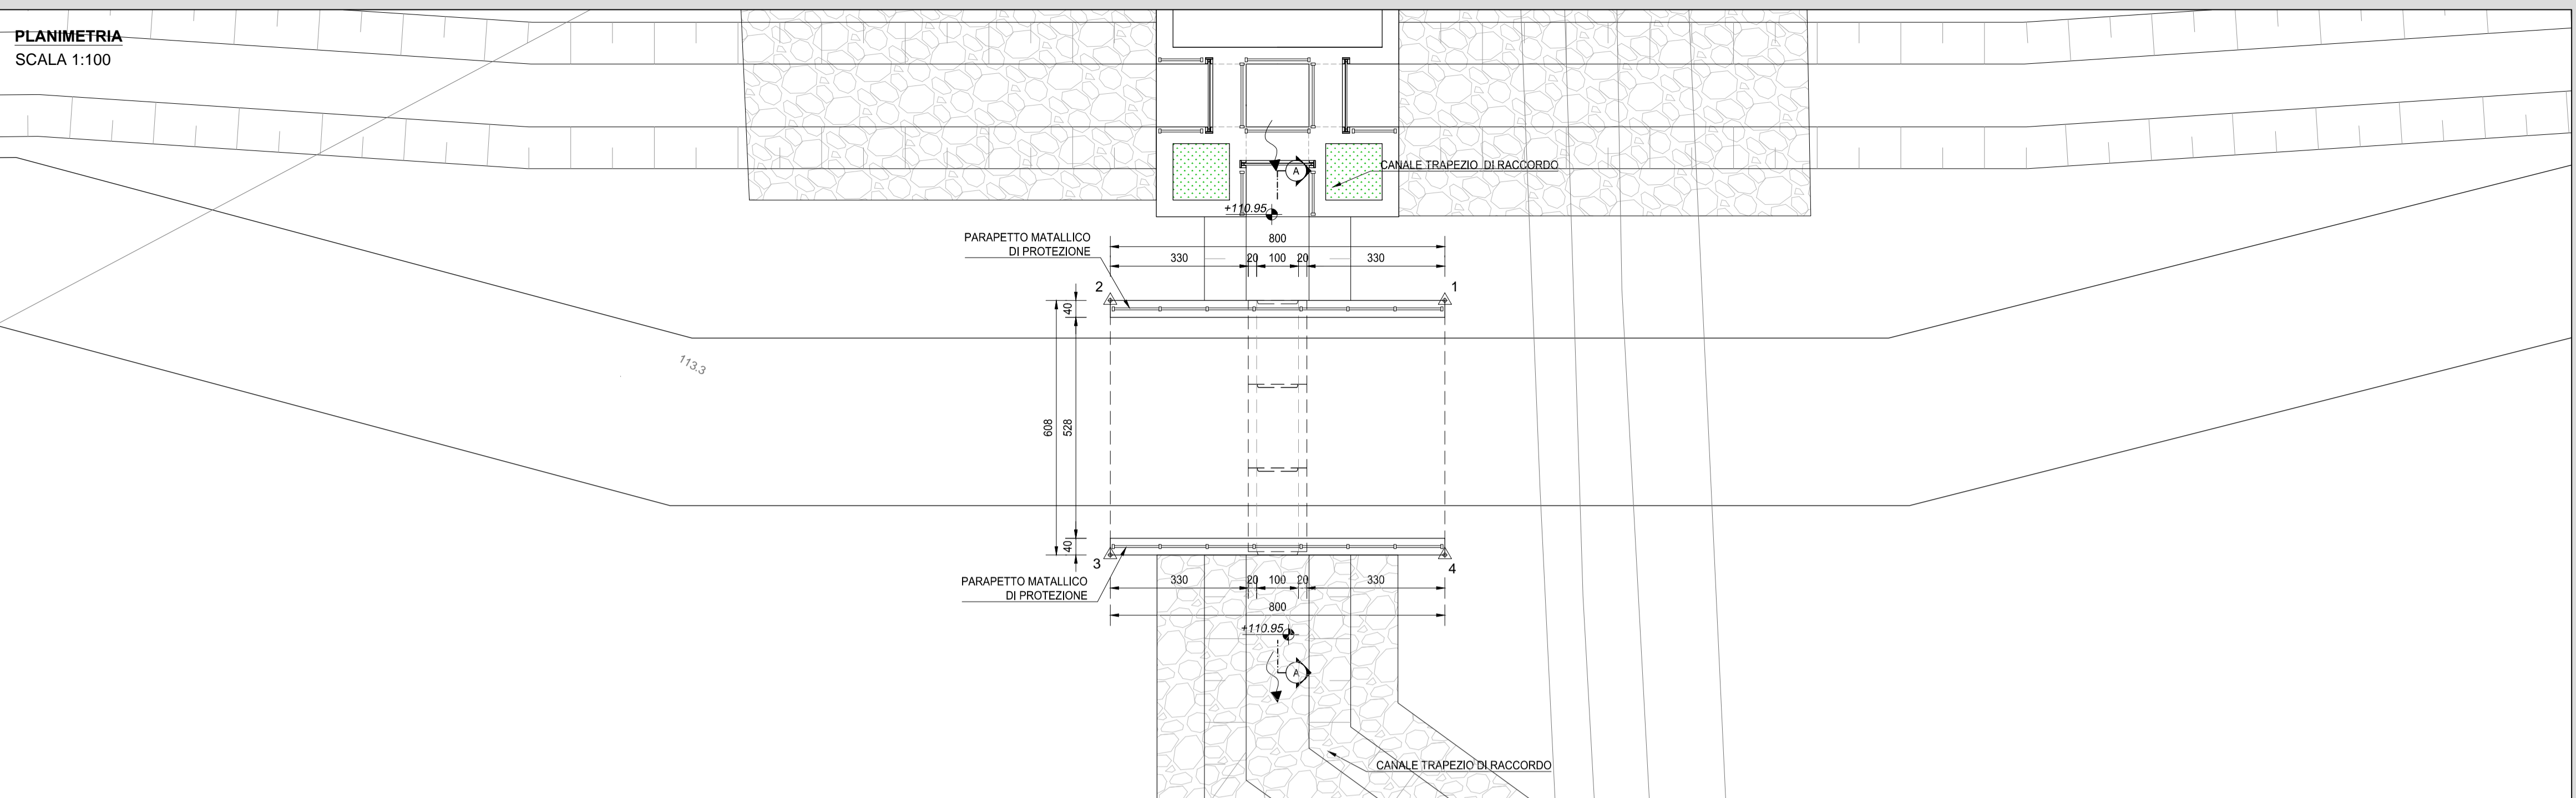 PLANIMETRIA
SCALA 1:100
A
CANALE TRAPEZIO DI RACCORDO
+110.95
PARAPETTO MATALLICO
DI PROTEZIONE
800
330
20
100
20
330
2
1
40
113.3
608
528
40
3
4
PARAPETTO MATALLICO
DI PROTEZIONE
330
20
100
20
330
800
+110.95
A
CANALE TRAPEZIO DI RACCORDO